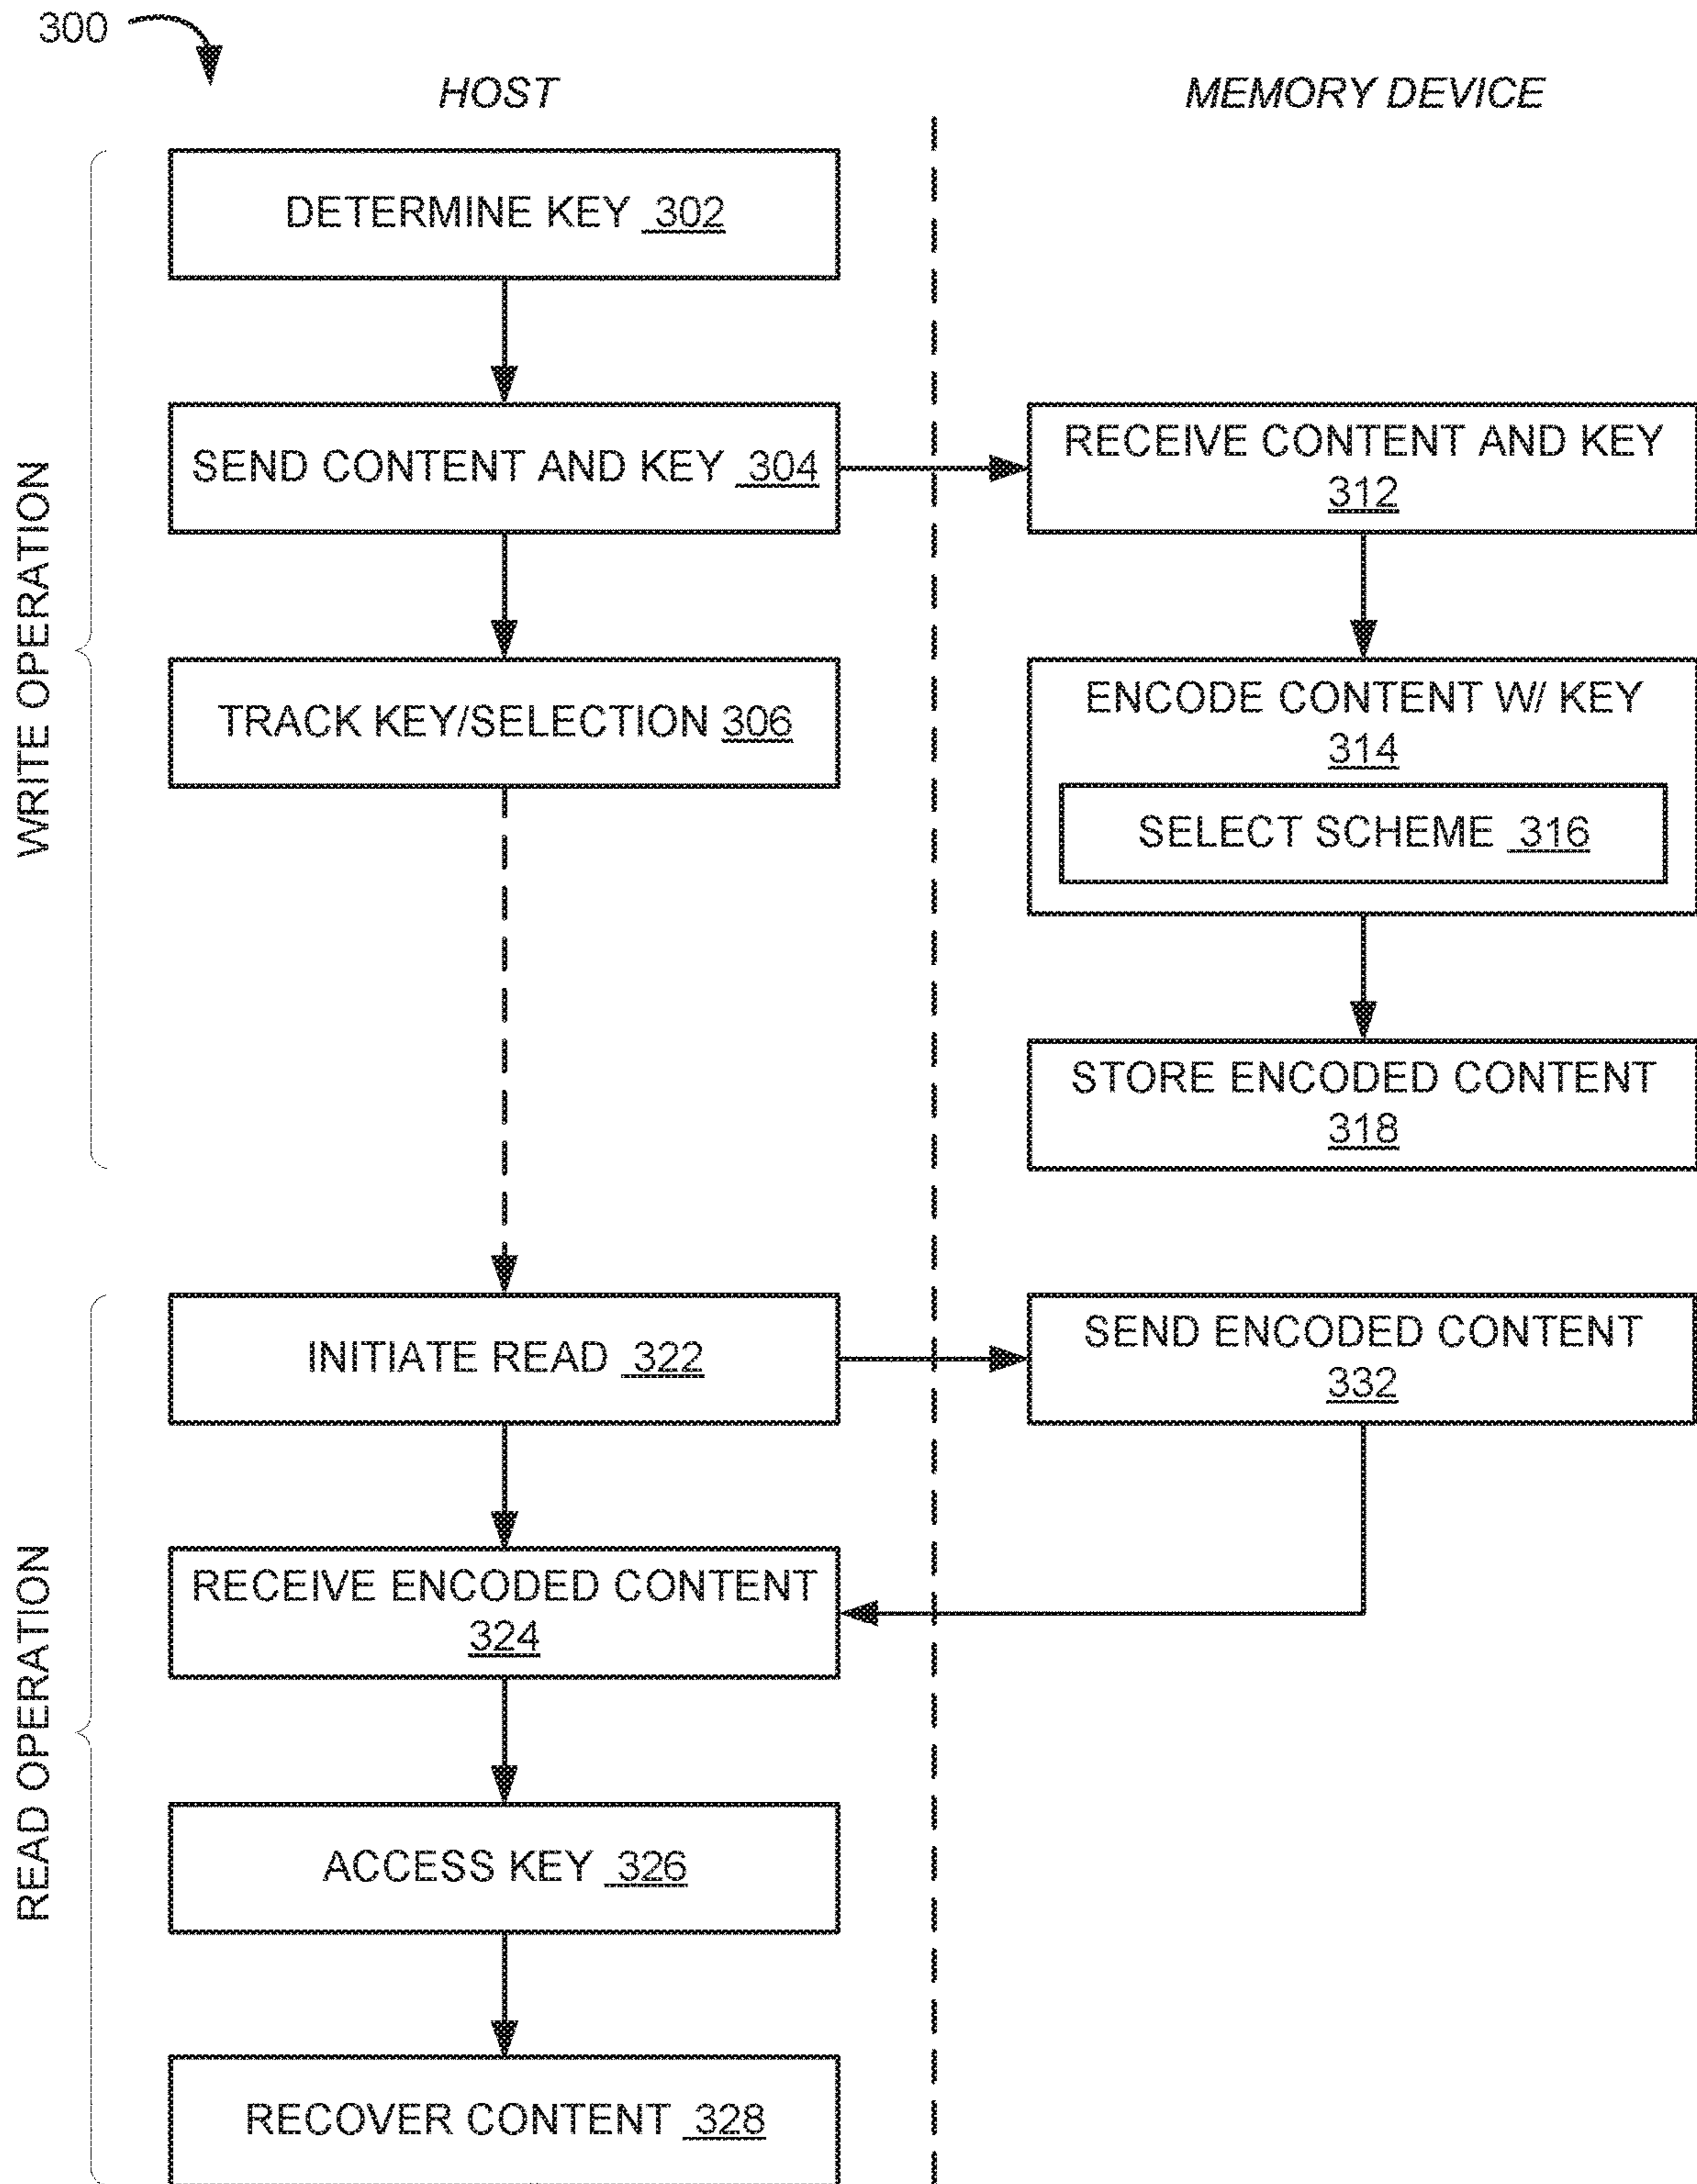 300
HOST
MEMORY DEVICE
WRITE OPERATION
DETERMINE KEY 302
SEND CONTENT AND KEY 304
RECEIVE CONTENT AND KEY
312
TRACK KEY/SELECTION 306
ENCODE CONTENT W/ KEY
314
SELECT SCHEME 316
STORE ENCODED CONTENT
318
READ OPERATION
INITIATE READ 322
SEND ENCODED CONTENT
332
RECEIVE ENCODED CONTENT
324
ACCESS KEY 326
RECOVER CONTENT 328